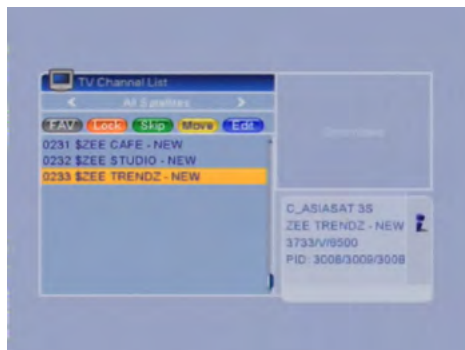 TV Channel List
All Satellites
FAV Lock Skip Move Edit
0231 $ZEE CAFE - NEW
0232 $ZEE STUDIO - NEW
0233 $ZEE TRENDZ - NEW
C_ASIASAT 3S
ZEE TRENDZ - NEW
3733/V/6500
PID: 3008/3009/3008